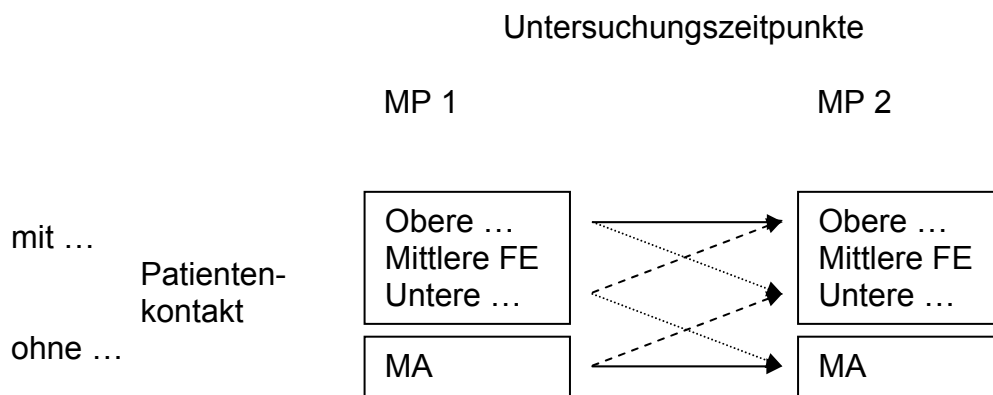 Untersuchungszeitpunkte
MP 1
MP 2
mit …
Patienten-
kontakt
ohne …
Obere …
Mittlere FE
Untere …
MA
Obere …
Mittlere FE
Untere …
MA